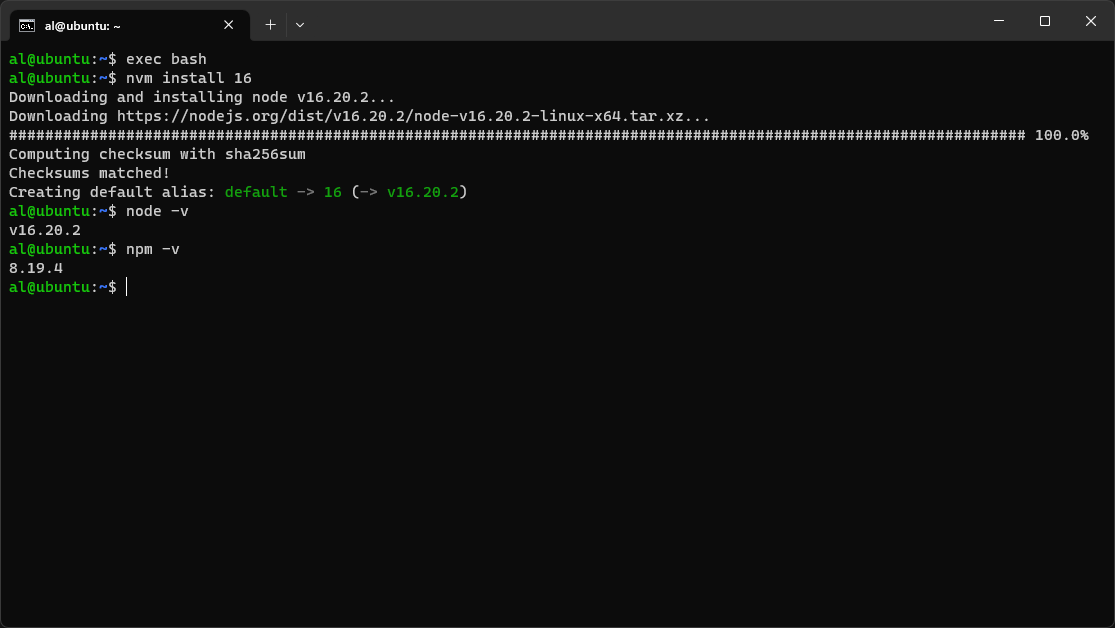 al@ubuntu: ~
al@ubuntu:~$ exec bash
al@ubuntu:~$ nvm install 16
Downloading and installing node v16.20.2...
Downloading https://nodejs.org/dist/v16.20.2/node-v16.20.2-linux-x64.tar.xz...
################################################################################################################# 100.0%
Computing checksum with sha256sum
Checksums matched!
Creating default alias: default -> 16 (-> v16.20.2)
al@ubuntu:~$ node -v
v16.20.2
al@ubuntu:~$ npm -v
8.19.4
al@ubuntu:~$